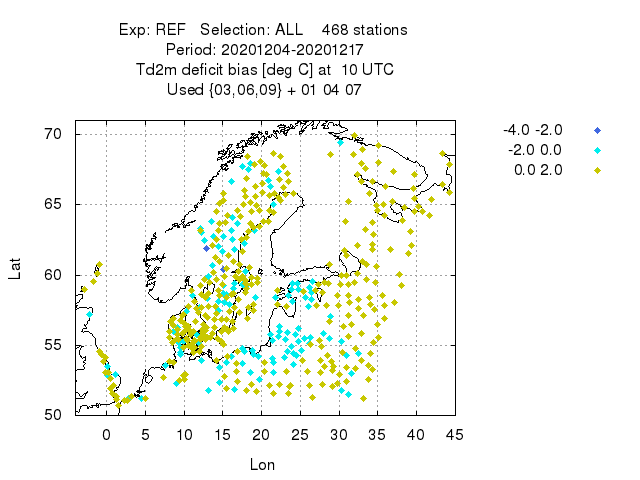 Exp: REF   Selection: ALL    468 stations
Period: 20201204-20201217
Td2m deficit bias [deg C] at  10 UTC
Used {03,06,09} + 01 04 07
-4.0 -2.0
-2.0 0.0
0.0 2.0
70
65
60
55
50
Lat
0 5 10 15 20 25 30 35 40 45
Lon